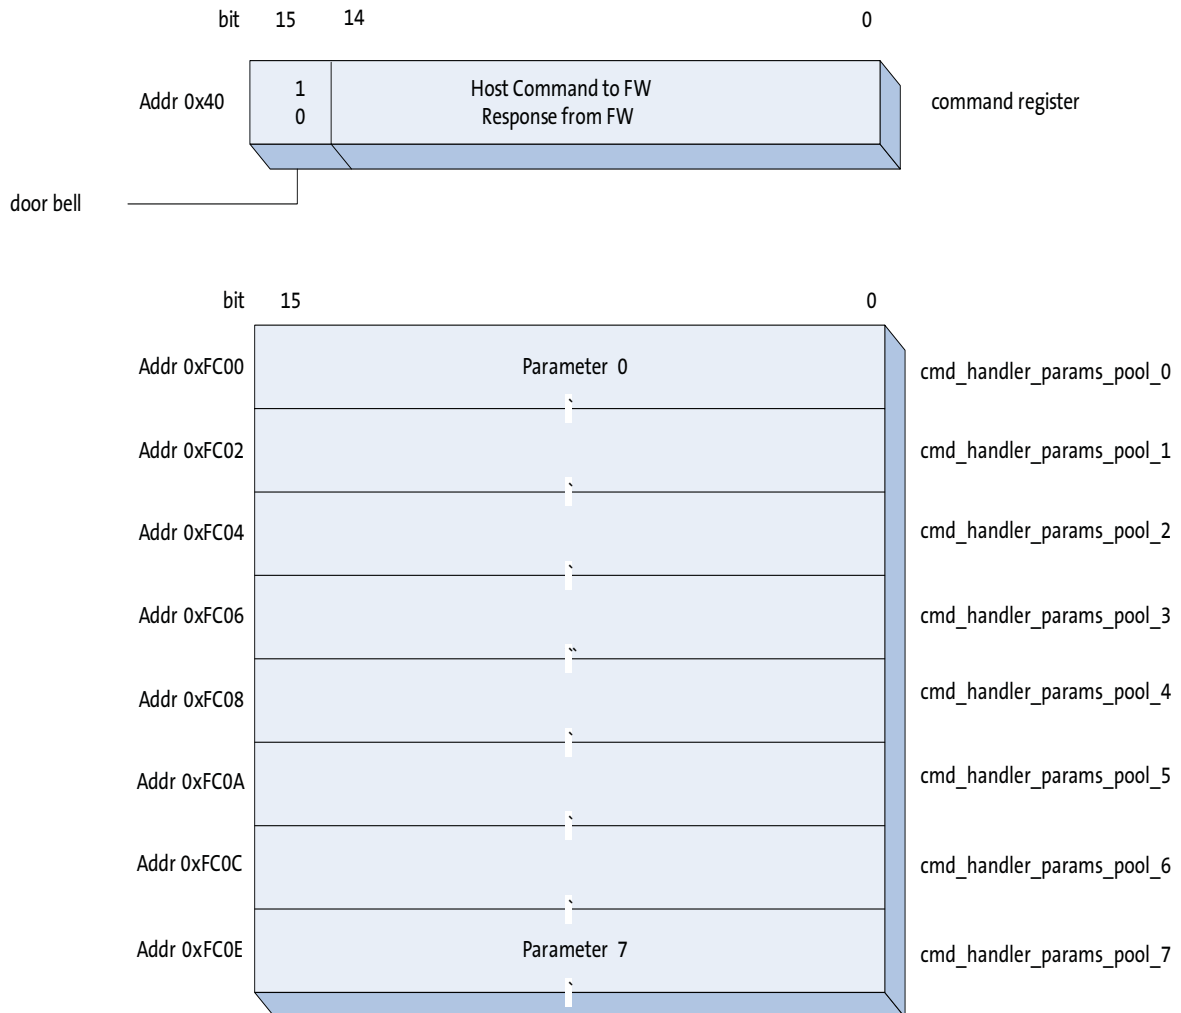 bit 15 14 0
Addr 0x40 1 Host Command to FW command register
0 Response from FW
door bell
bit 15 0
Addr 0xFC00 Parameter 0 cmd_handler_params_pool_0
Addr 0xFC02 cmd_handler_params_pool_1
Addr 0xFC04 cmd_handler_params_pool_2
Addr 0xFC06 cmd_handler_params_pool_3
Addr 0xFC08 cmd_handler_params_pool_4
Addr 0xFC0A cmd_handler_params_pool_5
Addr 0xFC0C cmd_handler_params_pool_6
Addr 0xFC0E Parameter 7 cmd_handler_params_pool_7